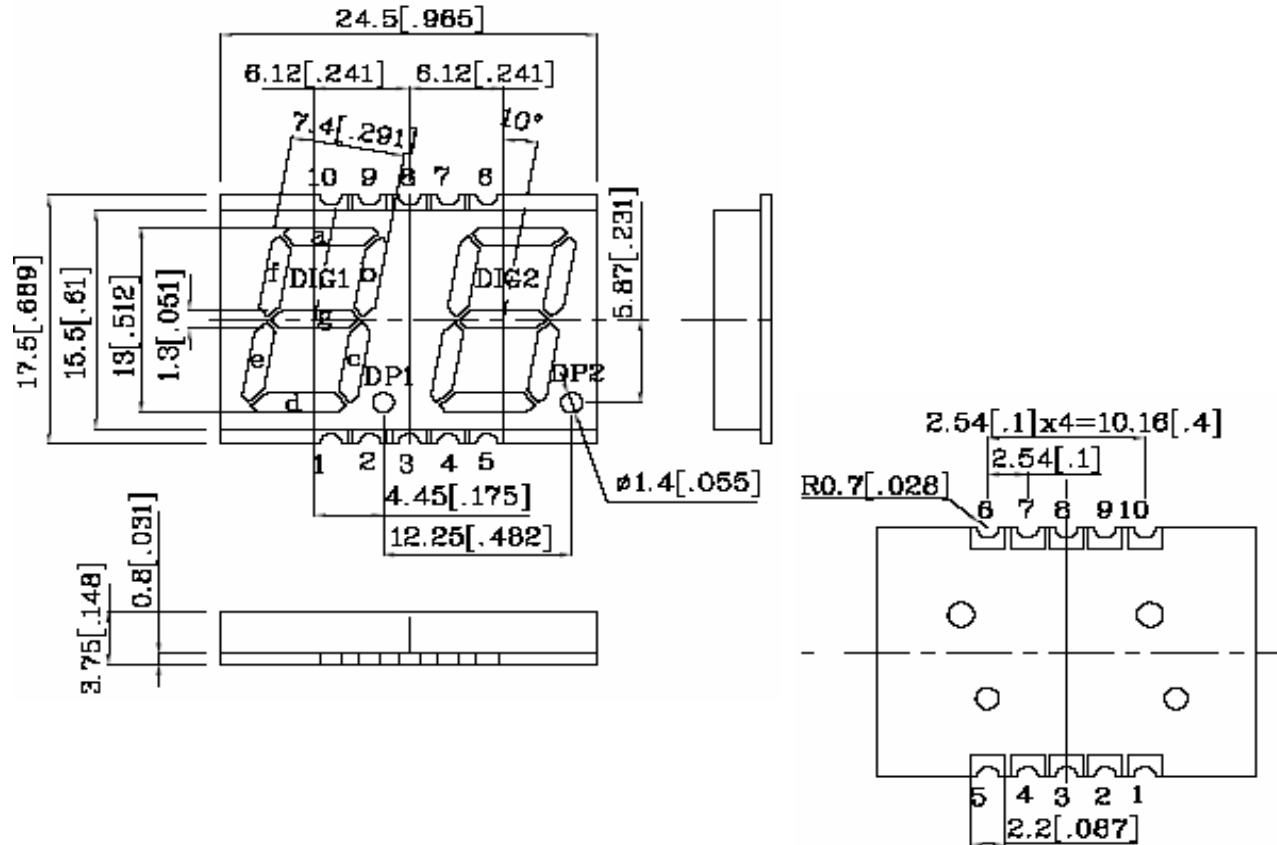 24.5[.965]
6.12[.241] 6.12[.241]
7.4[.291]
10°
10 9 8 7 6
17.5[.689]
15.5[.61]
13[.512]
1.3[.051]
5.87[.231]
a
f DIG1 b
DIG2
g
e c
d
DP1
DP2
1 2 3 4 5
ø1.4[.055]
4.45[.175]
12.25[.482]
0.8[.031]
3.75[.148]
2.54[.1]x4=10.16[.4]
2.54[.1]
R0.7[.028]
6 7 8 9 10
5 4 3 2 1
2.2[.087]